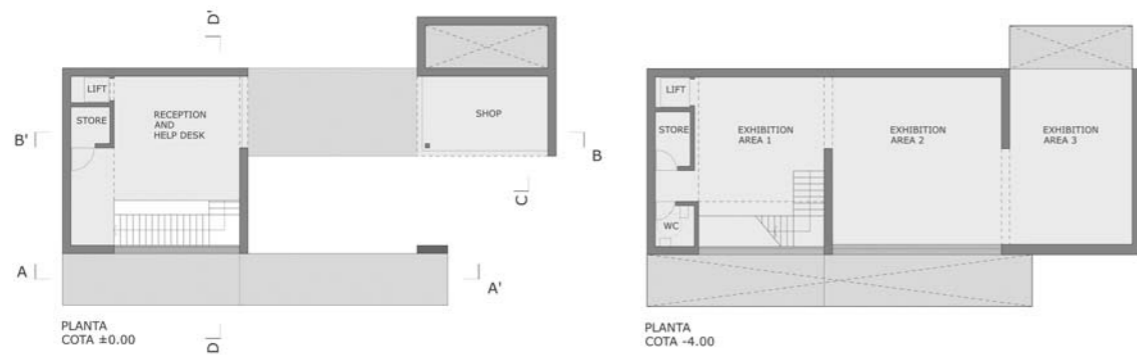 D'
LIFT
STORE
RECEPTION
AND
HELP DESK
SHOP
B'
B
C
A
A'
D
PLANTA
COTA ±0.00
LIFT
STORE
EXHIBITION
AREA 1
EXHIBITION
AREA 2
EXHIBITION
AREA 3
WC
PLANTA
COTA -4.00